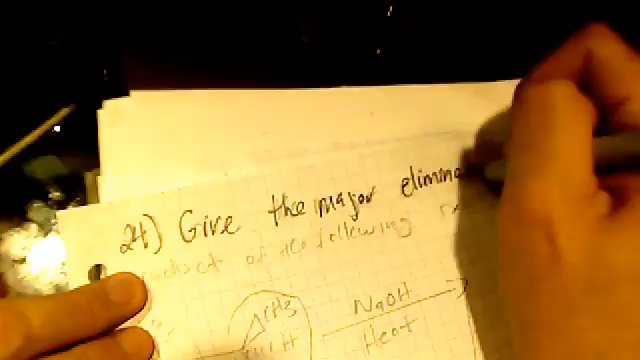 24) Give the major elimina
product of the following
CH3
NaOH
H
Heat